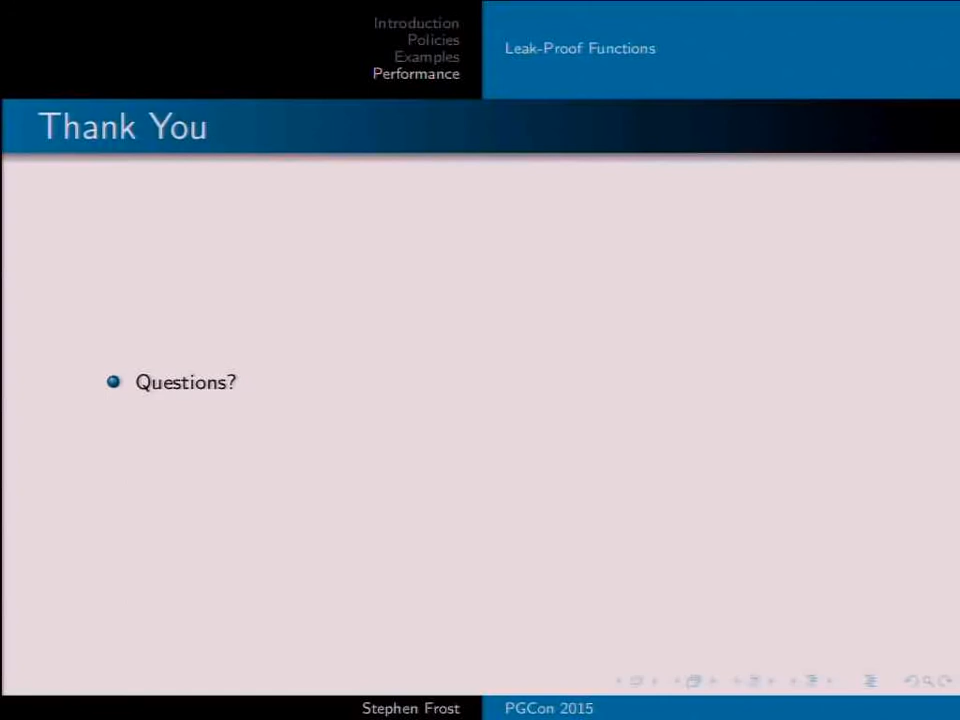 Introduction
Policies
Examples
Performance
Leak-Proof Functions
Thank You
Questions?
Stephen Frost
PGCon 2015